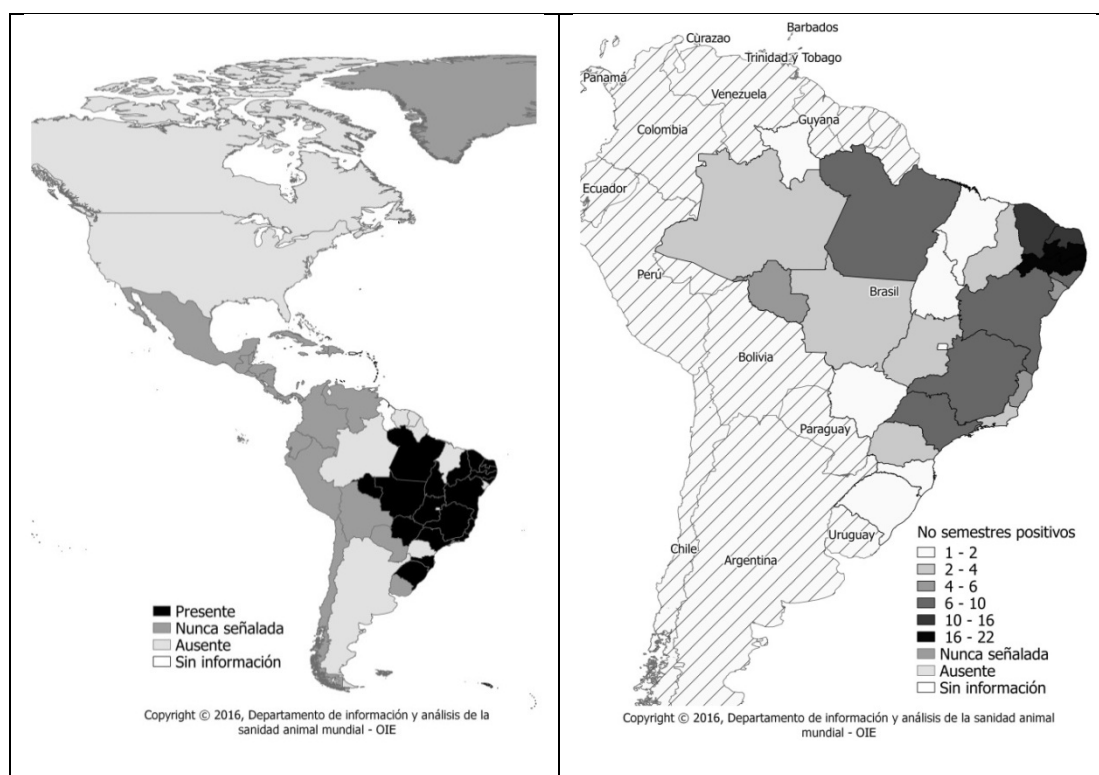 Presente
Nunca señalada
Ausente
Sin información
Copyright © 2016, Departamento de información y análisis de la
sanidad animal mundial - OIE
Barbados
Cùrazao
Trinidad y Tobago
Panamá
Venezuela
Guyana
Colombia
Ecuador
Perú
Brasil
Bolivia
Paraguay
Chile
Argentina
Uruguay
No semestres positivos
1 - 2
2 - 4
4 - 6
6 - 10
10 - 16
16 - 22
Nunca señalada
Ausente
Sin información
Copyright © 2016, Departamento de información y análisis de la sanidad animal
mundial - OIE